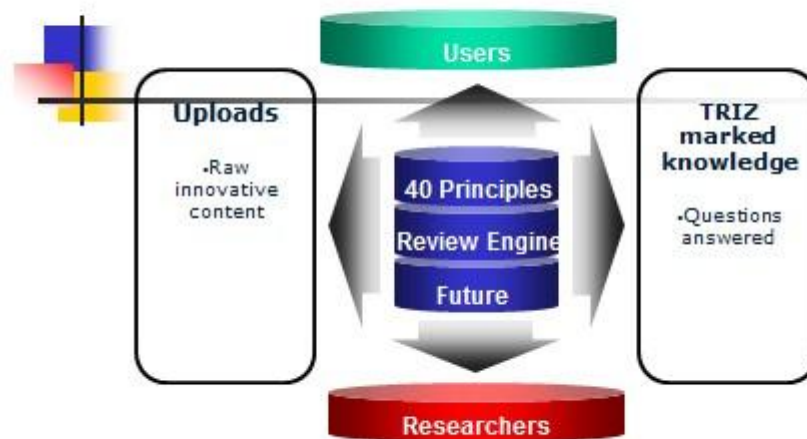 Users
Uploads
•Raw
innovative
content
40 Principles
Review Engine
Future
TRIZ
marked
knowledge
•Questions
answered
Researchers